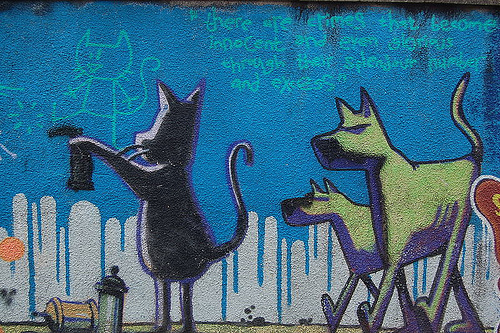 "there are crimes that become
innocent and even glorious
through their splendour number
and excess"